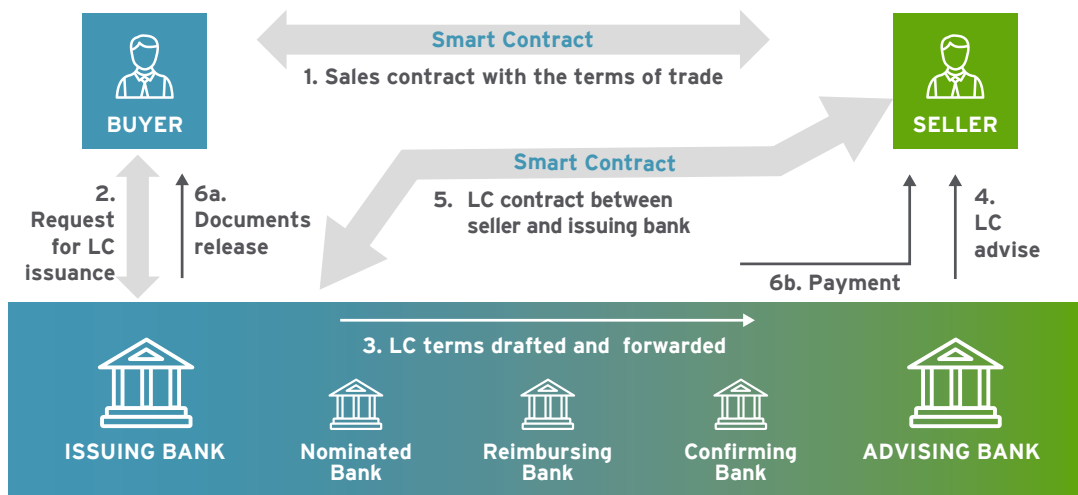 Smart Contract
1. Sales contract with the terms of trade
BUYER
SELLER
Smart Contract
5. LC contract between
seller and issuing bank
2.
Request
for LC
issuance
6a.
Documents
release
4.
LC
advise
6b. Payment
3. LC terms drafted and forwarded
ISSUING BANK
Nominated
Bank
Reimbursing
Bank
Confirming
Bank
ADVISING BANK